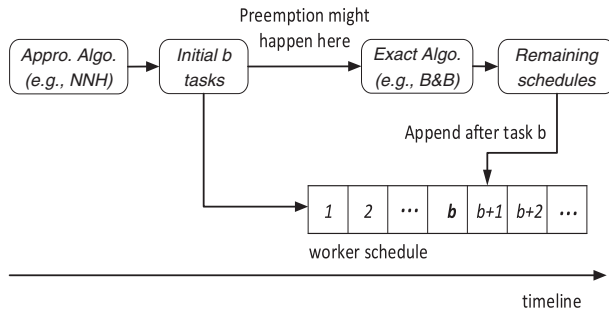 Preemption might
happen here
Appro. Algo.
(e.g., NNH)
Initial b
tasks
Exact Algo.
(e.g., B&B)
Remaining
schedules
Append after task b
1 2 ... b b+1 b+2 ...
worker schedule
timeline